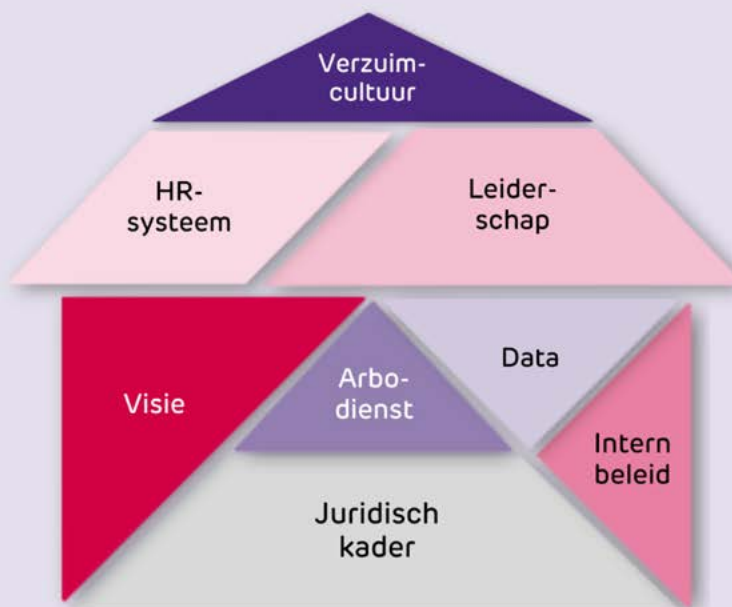 Verzuim-
cultuur
HR-
systeem
Leider-
schap
Visie
Arbo-
dienst
Data
Intern
beleid
Juridisch
kader